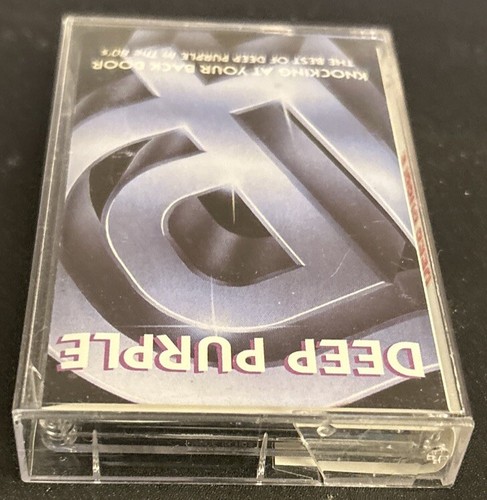 DEEP PURPLE
KNOCKING AT YOUR BACK DOOR
THE BEST OF DEEP PURPLE In The 80's